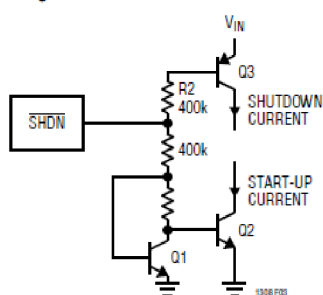 VIN
Q3
R2
400k
SHUTDOWN
CURRENT
SHDN
400k
START-UP
CURRENT
Q2
Q1
1308 F03